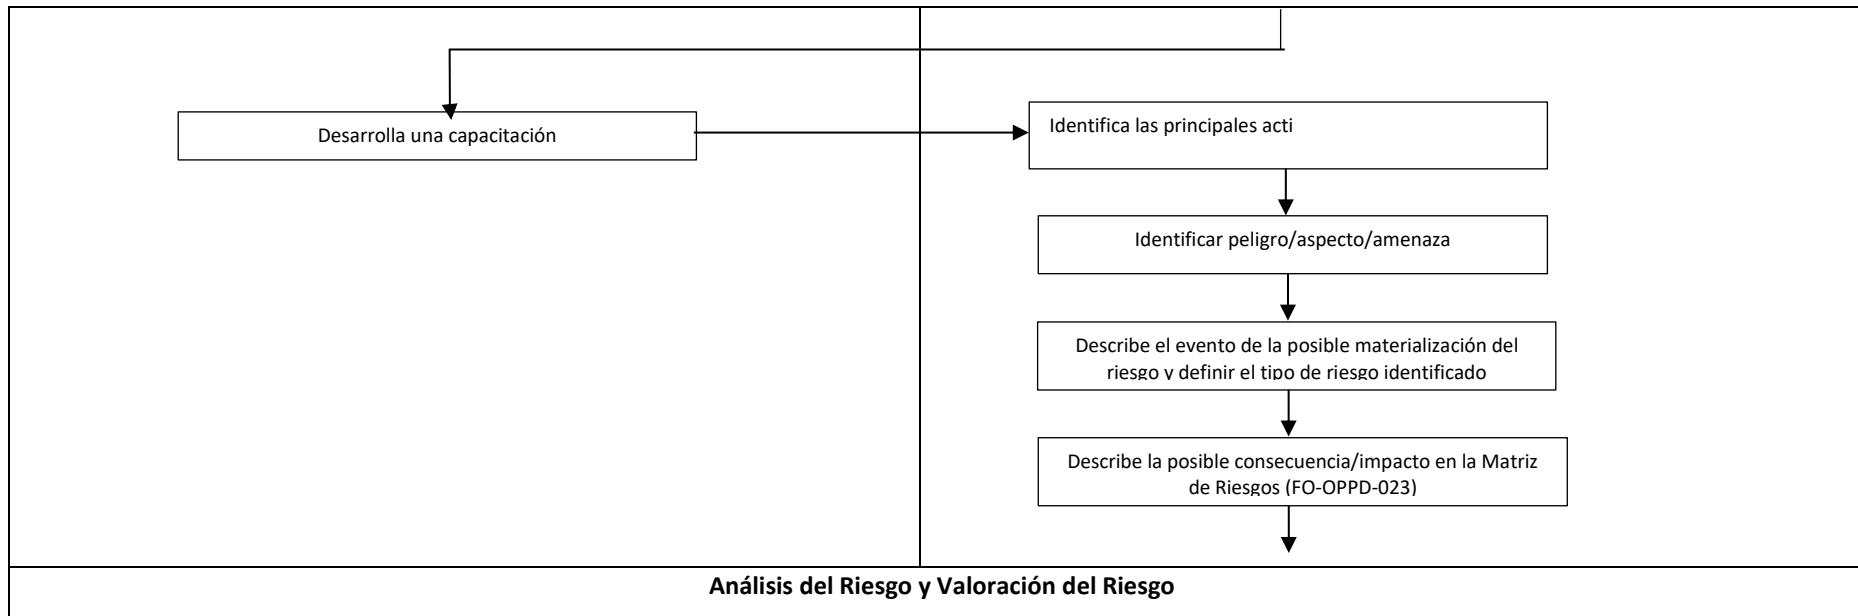 Desarrolla una capacitación
Identifica las principales acti
Identificar peligro/aspecto/amenaza
Describe el evento de la posible materialización del
riesgo y definir el tipo de riesgo identificado
Describe la posible consecuencia/impacto en la Matriz
de Riesgos (FO-OPPD-023)
Análisis del Riesgo y Valoración del Riesgo